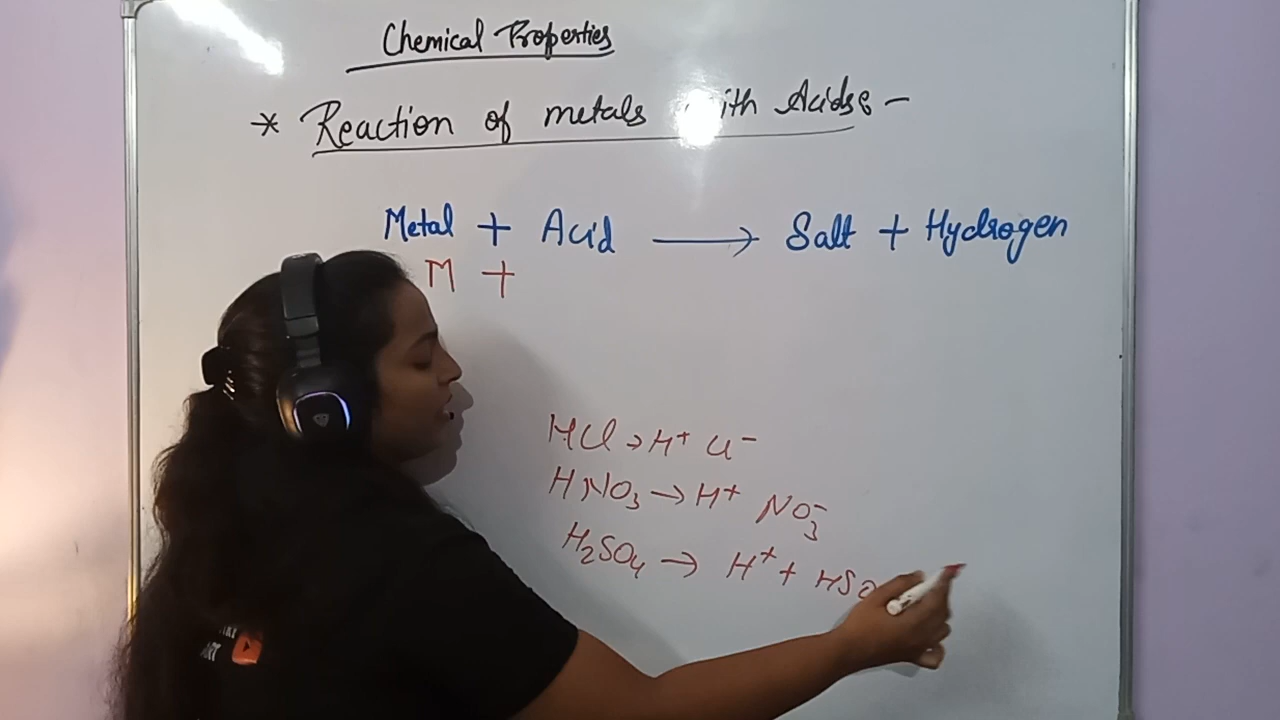 Chemical Properties
* Reaction of metals with Acids -
Metal + Acid → Salt + Hydrogen
M +
HCl → H⁺ Cl⁻
HNO₃ → H⁺ NO₃⁻
H₂SO₄ → H⁺ + HSO